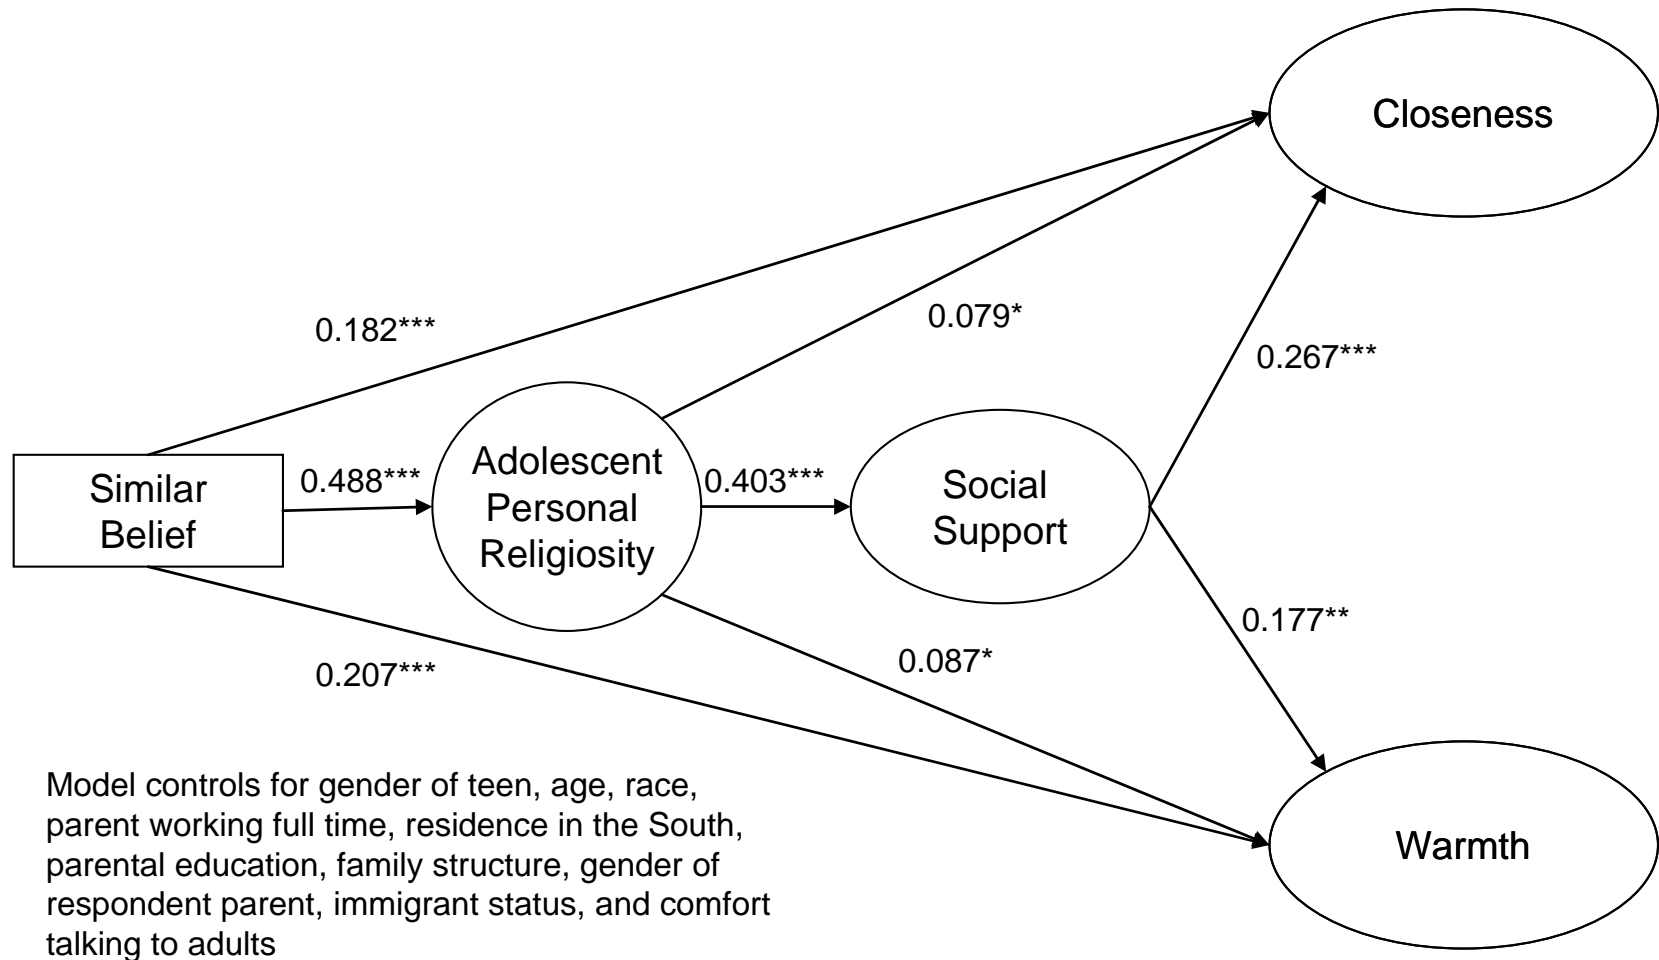 Closeness
0.182***
0.079*
0.267***
Similar
Belief
0.488***
Adolescent
Personal
Religiosity
0.403***
Social
Support
0.207***
0.087*
0.177**
Warmth
Model controls for gender of teen, age, race,
parent working full time, residence in the South,
parental education, family structure, gender of
respondent parent, immigrant status, and comfort
talking to adults